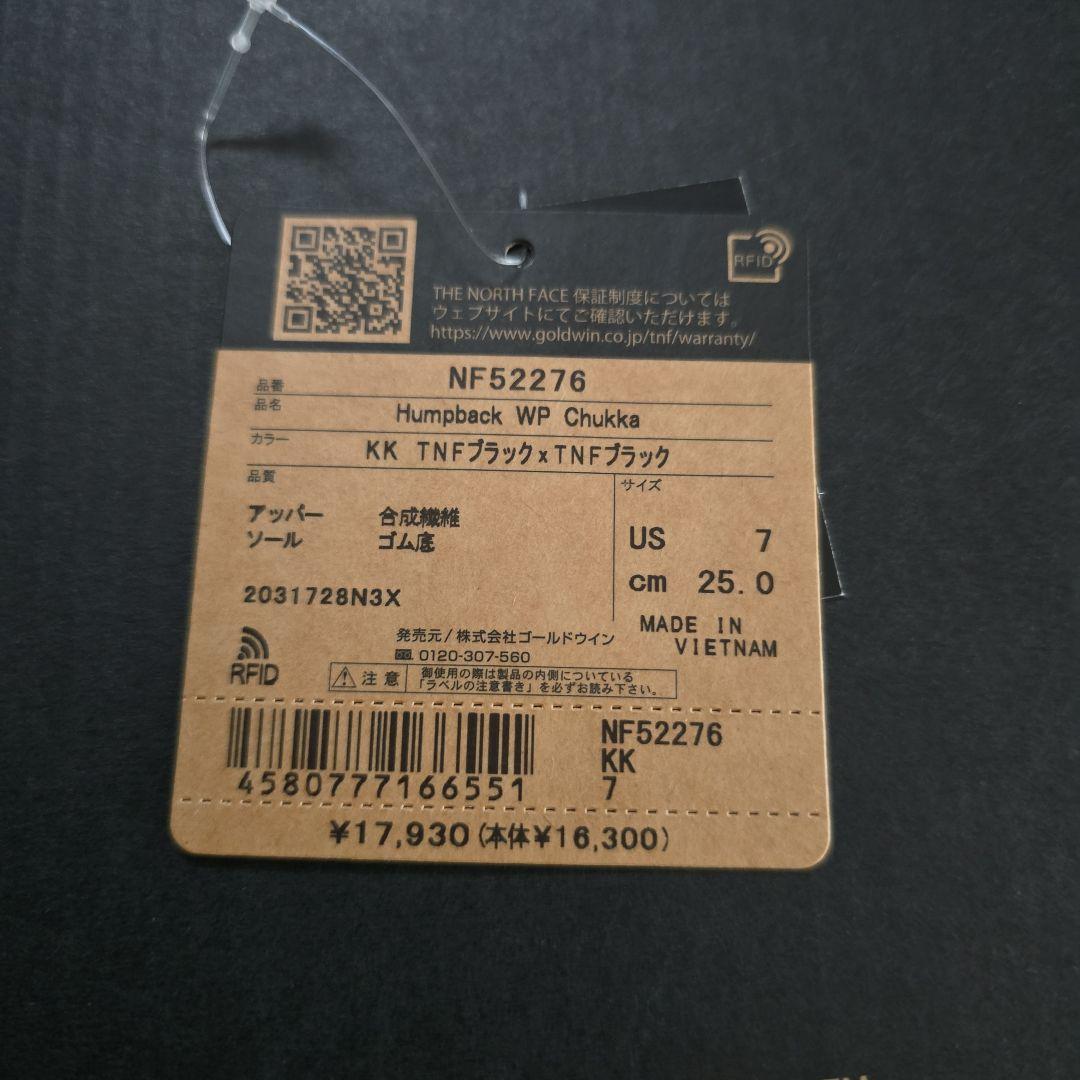 RFID
THE NORTH FACE 保証制度については
ウェブサイトにてご確認いただけます。
https://www.goldwin.co.jp/tnf/warranty/
品番 NF52276
品名 Humpback WP Chukka
カラー KK TNFブラックxTNFブラック
品質
サイズ
アッパー 合成繊維
ソール ゴム底
US 7
cm 25.0
2031728N3X
MADE IN
VIETNAM
RFID
発売元/株式会社ゴールドウイン
0120-307-560
注意
御使用の際は製品の内側についている
「ラベルの注意書き」を必ずお読み下さい。
4580777166551
NF52276
KK
7
¥17,930(本体¥16,300)